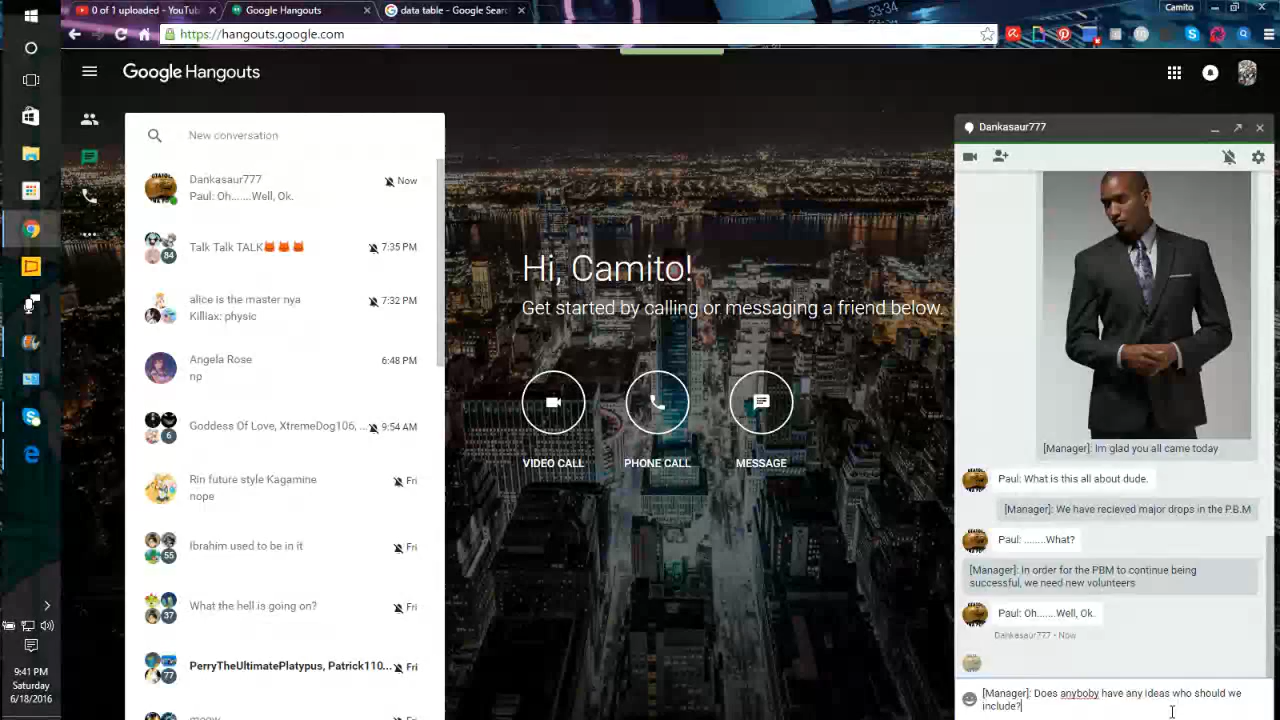 0 of 1 uploaded - YouTub
Google Hangouts
data table - Google Searc
33:34
Camito
https://hangouts.google.com
Google Hangouts
New conversation
Dankasaur777
Now
Paul: Oh......Well, Ok.
Talk Talk TALK🦊🦊🦊
7:35 PM
84
alice is the master nya
7:32 PM
Killiax: physic
Angela Rose
6:48 PM
np
Goddess Of Love, XtremeDog106, ...
9:54 AM
6
Rin future style Kagamine
Fri
nope
Ibrahim used to be in it
Fri
55
What the hell is going on?
Fri
37
PerryTheUltimatePlatypus, Patrick110...
Fri
77
meow
Hi, Camito!
Get started by calling or messaging a friend below.
VIDEO CALL
PHONE CALL
MESSAGE
Dankasaur777
[Manager]: Im glad you all came today
Paul: What is this all about dude.
[Manager]: We have recieved major drops in the P.B.M
Paul: ........What?
[Manager]: In order for the PBM to continue being
successful, we need new volunteers
Paul: Oh......Well, Ok.
Dankasaur777 • Now
[Manager]: Does anyboby have any ideas who should we
include?
9:41 PM
Saturday
6/18/2016